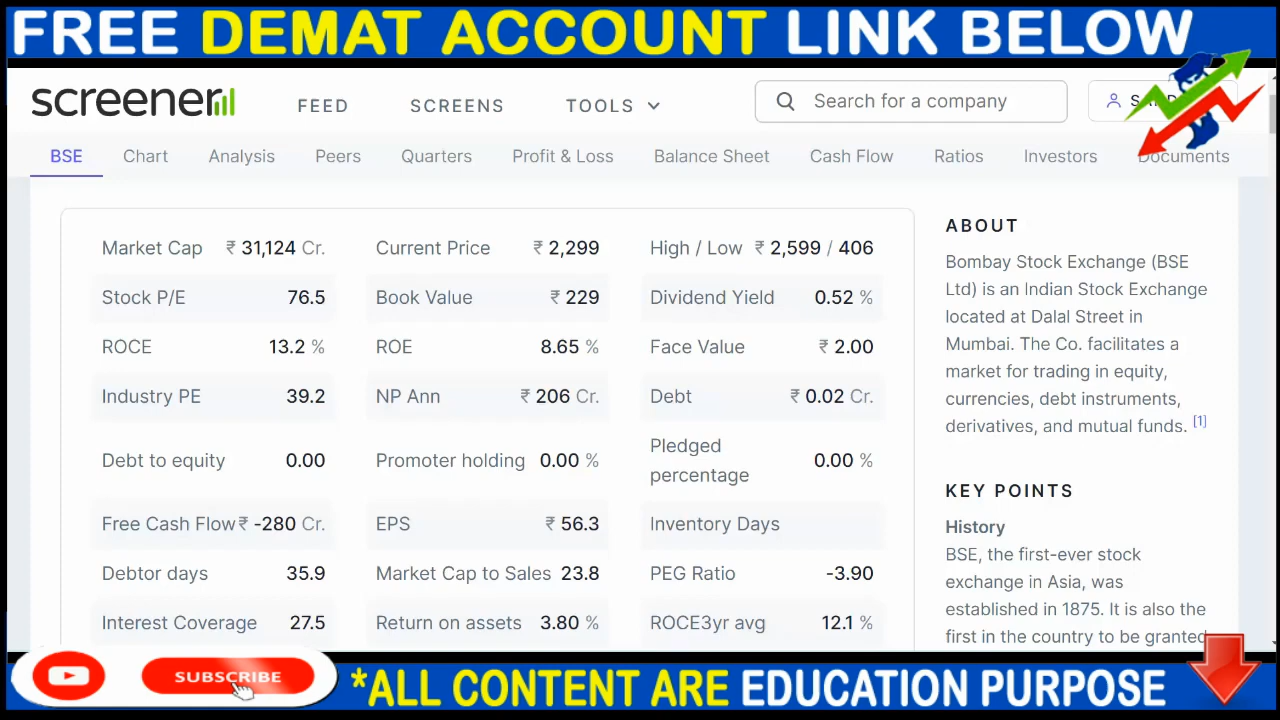 FREE DEMAT ACCOUNT LINK BELOW
screener
FEED SCREENS TOOLS
Search for a company
BSE Chart Analysis Peers Quarters Profit & Loss Balance Sheet Cash Flow Ratios Investors Documents
Market Cap ₹ 31,124 Cr. Current Price ₹ 2,299 High / Low ₹ 2,599 / 406
Stock P/E 76.5 Book Value ₹ 229 Dividend Yield 0.52 %
ROCE 13.2 % ROE 8.65 % Face Value ₹ 2.00
Industry PE 39.2 NP Ann ₹ 206 Cr. Debt ₹ 0.02 Cr.
Debt to equity 0.00 Promoter holding 0.00 % Pledged percentage 0.00 %
Free Cash Flow ₹ -280 Cr. EPS ₹ 56.3 Inventory Days
Debtor days 35.9 Market Cap to Sales 23.8 PEG Ratio -3.90
Interest Coverage 27.5 Return on assets 3.80 % ROCE3yr avg 12.1 %
ABOUT
Bombay Stock Exchange (BSE
Ltd) is an Indian Stock Exchange
located at Dalal Street in
Mumbai. The Co. facilitates a
market for trading in equity,
currencies, debt instruments,
derivatives, and mutual funds. [1]
KEY POINTS
History
BSE, the first-ever stock
exchange in Asia, was
established in 1875. It is also the
first in the country to be granted
SUBSCRIBE
*ALL CONTENT ARE EDUCATION PURPOSE